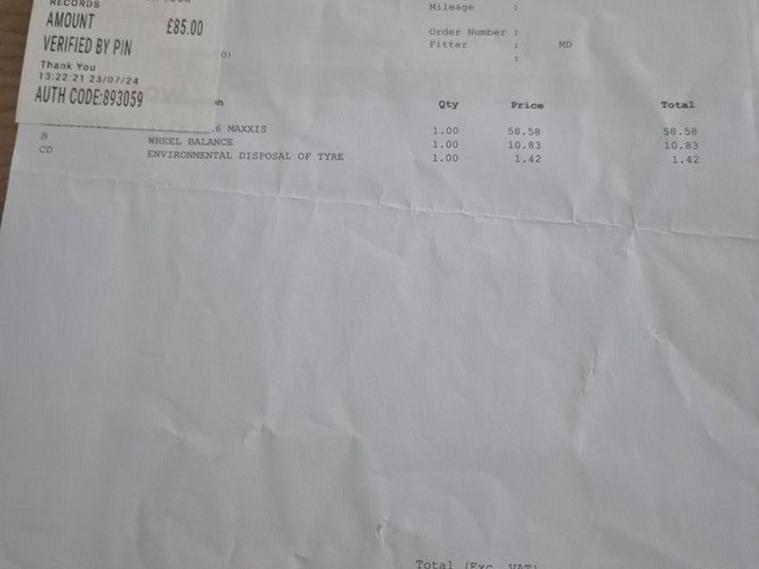 RECORDS
AMOUNT £85.00
VERIFIED BY PIN
Thank You
13:22:21 23/07/24
AUTH CODE:893059
Mileage :
Order Number :
Fitter : MD
:
0)
Qty Price Total
6 MAXXIS 1.00 58.58 58.58
B WHEEL BALANCE 1.00 10.83 10.83
CD ENVIRONMENTAL DISPOSAL OF TYRE 1.00 1.42 1.42
Total (Exc. VAT)